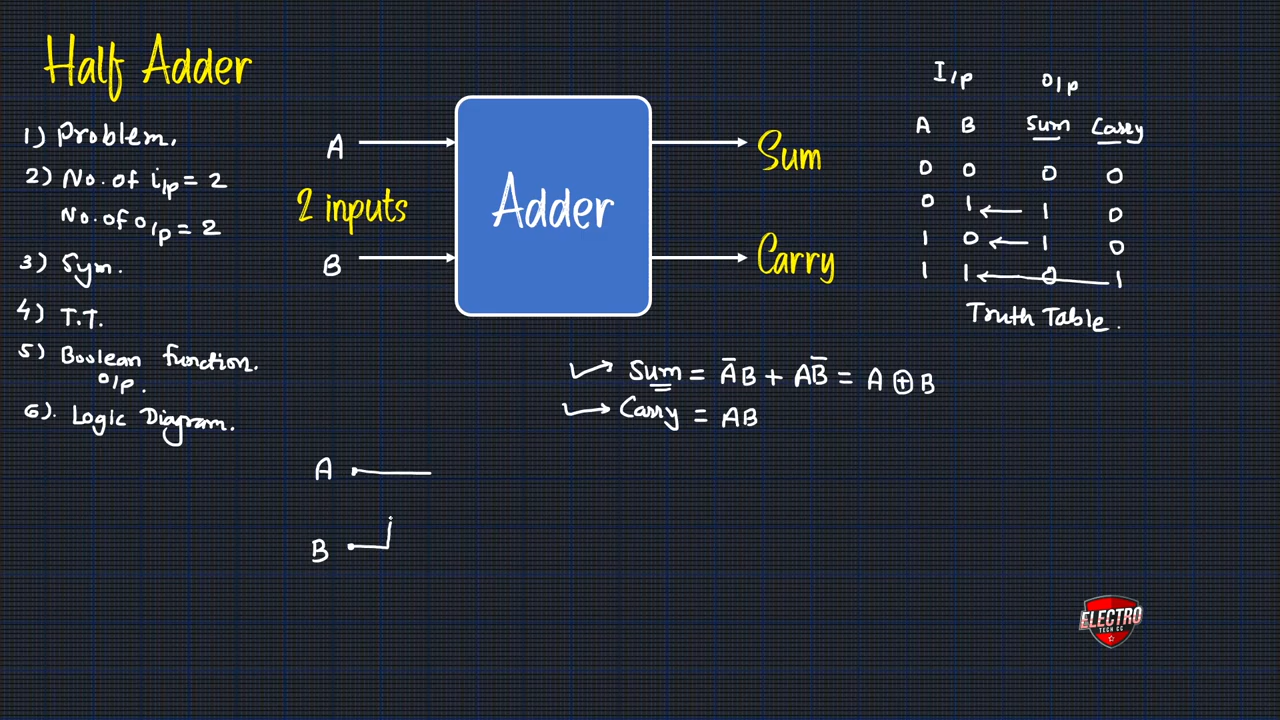 Half Adder
1) Problem.
2) No. of i/p = 2
No. of o/p = 2
3) Sym.
4) T.T.
5) Boolean function.
o/p.
6). Logic Diagram.
A
2 inputs
B
Adder
Sum
Carry
I/p O/p
A B Sum Carry
0 0 0 0
0 1 ← 1 0
1 0 ← 1 0
1 1 ← 0 1
Truth Table.
Sum = A̅B + AB̅ = A ⊕ B
Carry = AB
A
B
ELECTRO
TECH CC